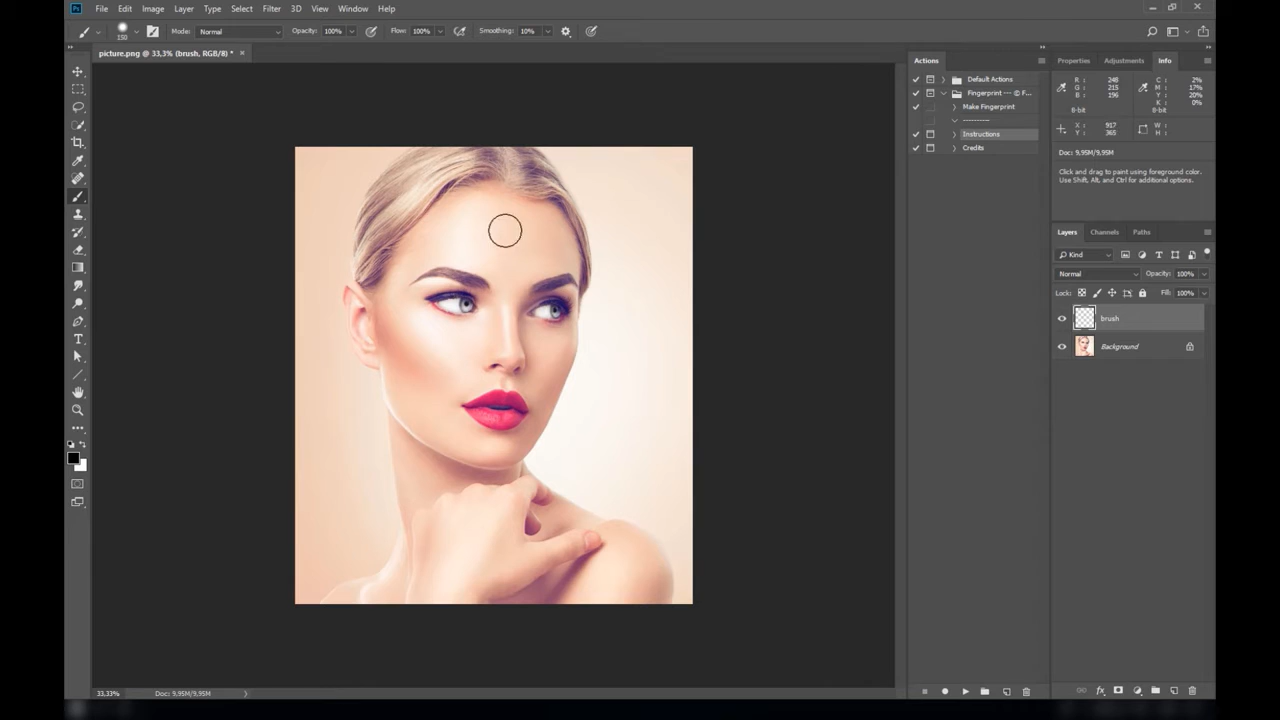 Ps File Edit Image Layer Type Select Filter 3D View Window Help
150 Mode: Normal Opacity: 100% Flow: 100% Smoothing: 10%
picture.png @ 33,3% (brush, RGB/8) *
Actions
Default Actions
Fingerprint --- © F...
Make Fingerprint
----------
Instructions
Credits
Properties Adjustments Info
R : 248 C : 2%
G : 215 M : 17%
B : 196 Y : 20%
K : 0%
8-bit 8-bit
X : 917 W :
Y : 365 H :
Doc: 9,95M/9,95M
Click and drag to paint using foreground color.
Use Shift, Alt, and Ctrl for additional options.
Layers Channels Paths
Kind
Normal Opacity: 100%
Lock: Fill: 100%
brush
Background
33,33% Doc: 9,95M/9,95M